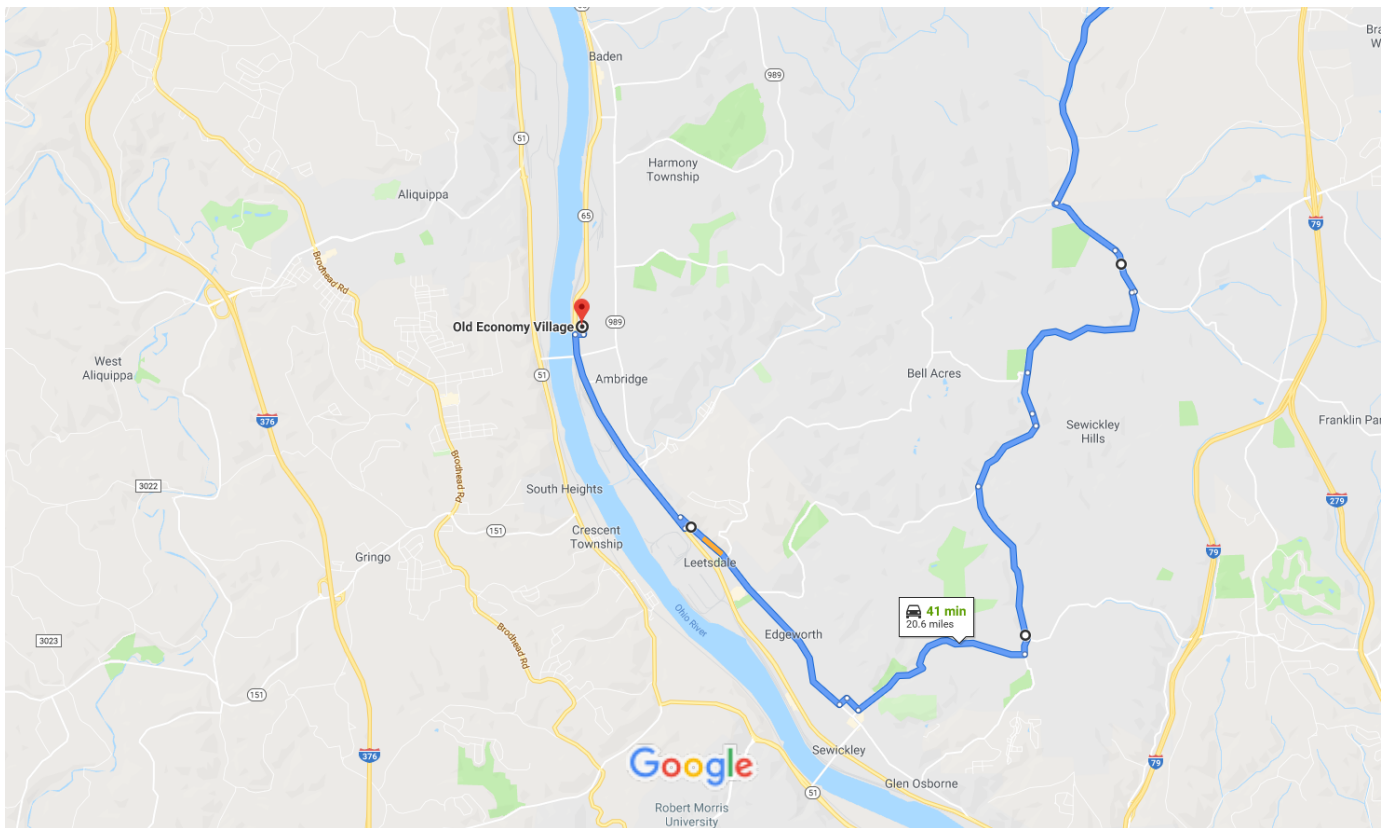 65
Baden
Bra
W
989
51
Harmony
Township
Aliquippa
65
79
Brodhead Rd
Old Economy Village
989
West
Aliquippa
51
Ambridge
Bell Acres
376
Sewickley
Hills
Franklin Par
Brodhead Rd
3022
South Heights
279
151
Crescent
Township
79
Gringo
Leetsdale
Ohio River
41 min
20.6 miles
3023
Brodhead Rd
Edgeworth
151
376
Sewickley
79
Google
Glen Osborne
51
Robert Morris
University